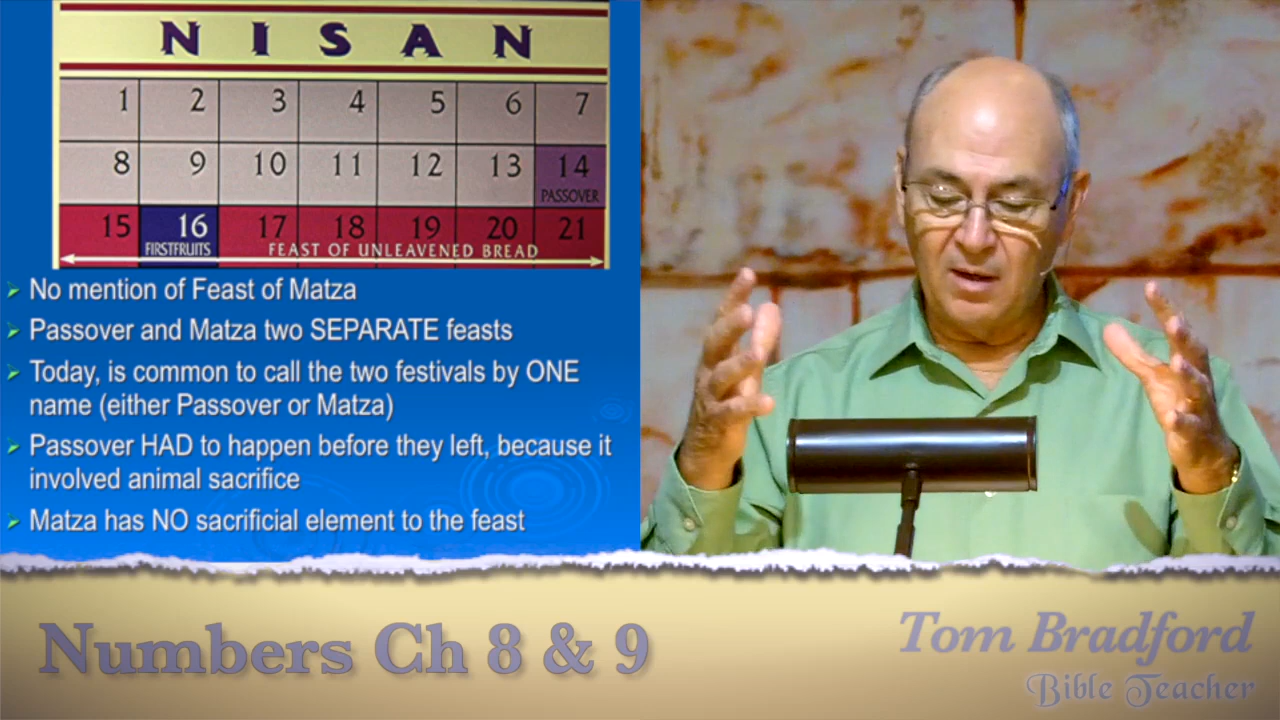 NISAN
1 2 3 4 5 6 7
8 9 10 11 12 13 14
PASSOVER
15 16 17 18 19 20 21
FIRSTFRUITS FEAST OF UNLEAVENED BREAD
No mention of Feast of Matza
Passover and Matza two SEPARATE feasts
Today, is common to call the two festivals by ONE
name (either Passover or Matza)
Passover HAD to happen before they left, because it
involved animal sacrifice
Matza has NO sacrificial element to the feast
Numbers Ch 8 & 9
Tom Bradford
Bible Teacher